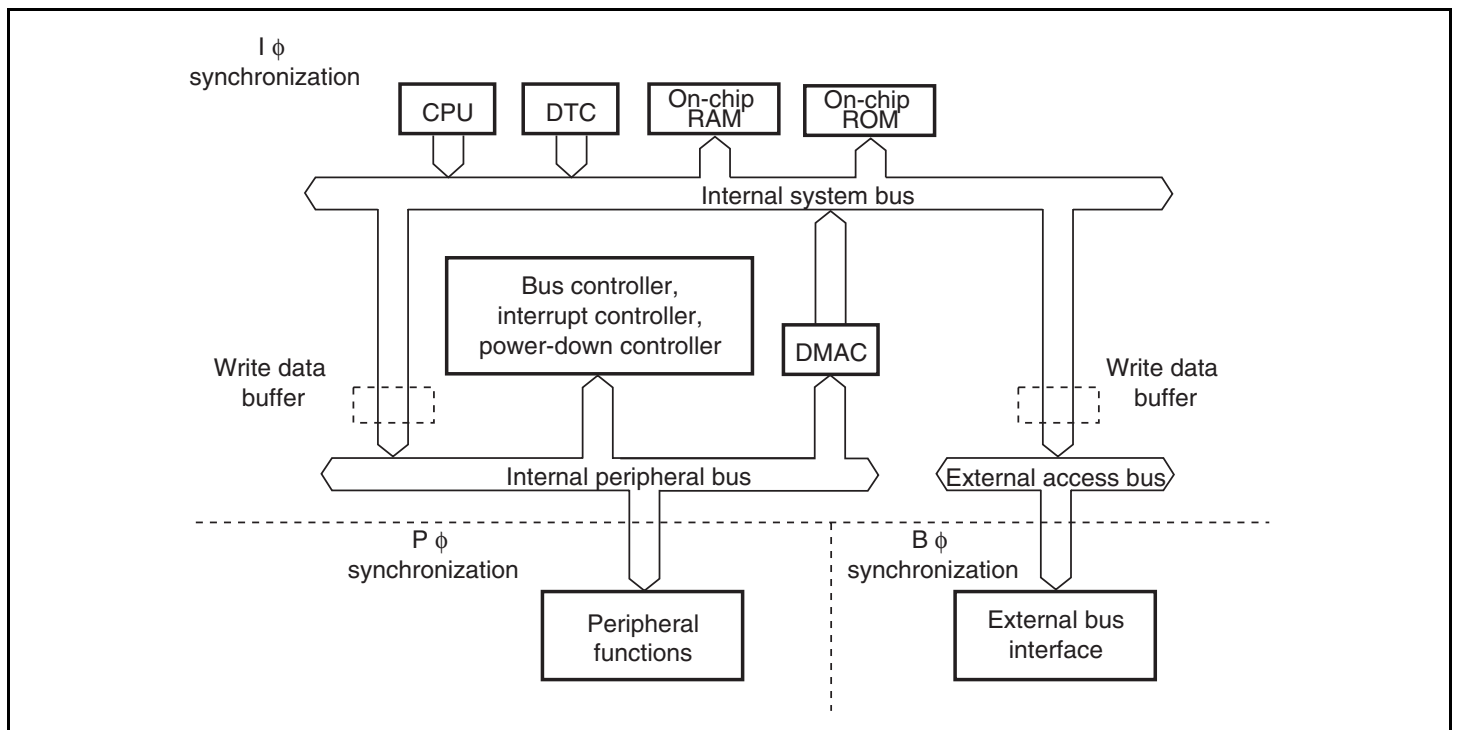 I ϕ
synchronization
CPU
DTC
On-chip
RAM
On-chip
ROM
Internal system bus
Bus controller,
interrupt controller,
power-down controller
DMAC
Write data
buffer
Write data
buffer
Internal peripheral bus
External access bus
P ϕ
synchronization
B ϕ
synchronization
Peripheral
functions
External bus
interface